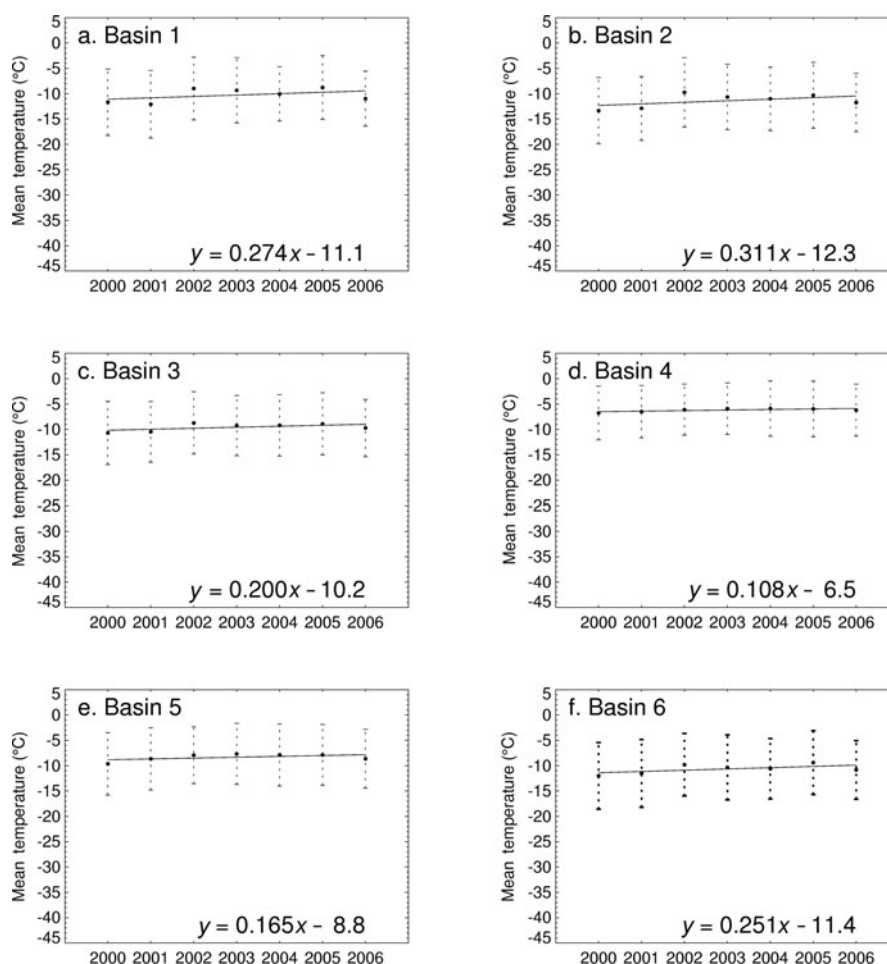 a. Basin 1
Mean temperature (°C)
5
0
-5
-10
-15
-20
-25
-30
-35
-40
-45
y = 0.274x - 11.1
2000 2001 2002 2003 2004 2005 2006
b. Basin 2
Mean temperature (°C)
5
0
-5
-10
-15
-20
-25
-30
-35
-40
-45
y = 0.311x - 12.3
2000 2001 2002 2003 2004 2005 2006
c. Basin 3
Mean temperature (°C)
5
0
-5
-10
-15
-20
-25
-30
-35
-40
-45
y = 0.200x - 10.2
2000 2001 2002 2003 2004 2005 2006
d. Basin 4
Mean temperature (°C)
5
0
-5
-10
-15
-20
-25
-30
-35
-40
-45
y = 0.108x - 6.5
2000 2001 2002 2003 2004 2005 2006
e. Basin 5
Mean temperature (°C)
5
0
-5
-10
-15
-20
-25
-30
-35
-40
-45
y = 0.165x - 8.8
2000 2001 2002 2003 2004 2005 2006
f. Basin 6
Mean temperature (°C)
5
0
-5
-10
-15
-20
-25
-30
-35
-40
-45
y = 0.251x - 11.4
2000 2001 2002 2003 2004 2005 2006